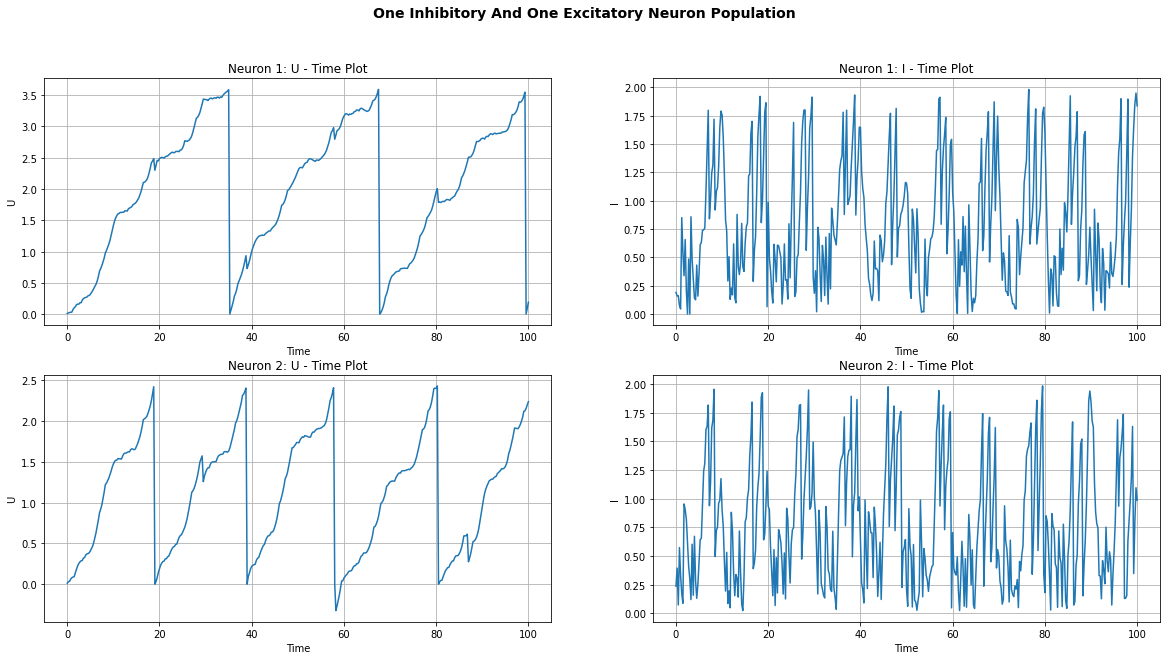 One Inhibitory And One Excitatory Neuron Population
Neuron 1: U - Time Plot
U
3.5
3.0
2.5
2.0
1.5
1.0
0.5
0.0
0 20 40 60 80 100
Time
Neuron 1: I - Time Plot
I
2.00
1.75
1.50
1.25
1.00
0.75
0.50
0.25
0.00
0 20 40 60 80 100
Time
Neuron 2: U - Time Plot
U
2.5
2.0
1.5
1.0
0.5
0.0
0 20 40 60 80 100
Time
Neuron 2: I - Time Plot
I
2.00
1.75
1.50
1.25
1.00
0.75
0.50
0.25
0.00
0 20 40 60 80 100
Time